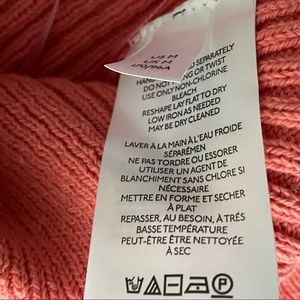 US M
UK M
170/96A
SEPARATELY
DO NOT WRING OR TWIST
USE ONLY NON-CHLORINE
BLEACH
RESHAPE LAY FLAT TO DRY
LOW IRON AS NEEDED
MAY BE DRY CLEANED
LAVER À LA MAIN À L'EAU FROIDE
SÉPARÉMEN
NE PAS TORDRE OU ESSORER
UTILISER UN AGENT DE
BLANCHIMENT SANS CHLORE SI
NÉCESSAIRE
METTRE EN FORME ET SÉCHER
À PLAT
REPASSER, AU BESOIN, À TRÉS
BASSE TEMPÉRATURE
PEUT-ÊTRE ÊTRE NETTOYÉE
À SEC